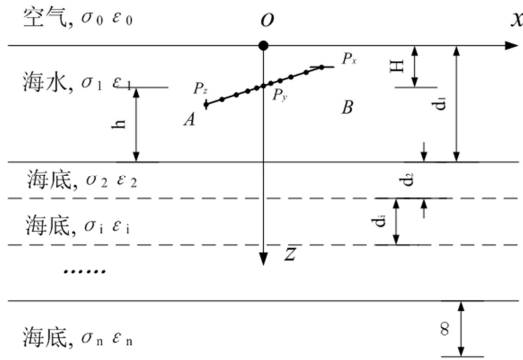 空气, σ0 ε0
O
x
海水, σ1 ε1
Pz
Py
Px
A
B
h
H
d1
海底, σ2 ε2
d2
海底, σi εi
di
z
......
海底, σn εn
∞